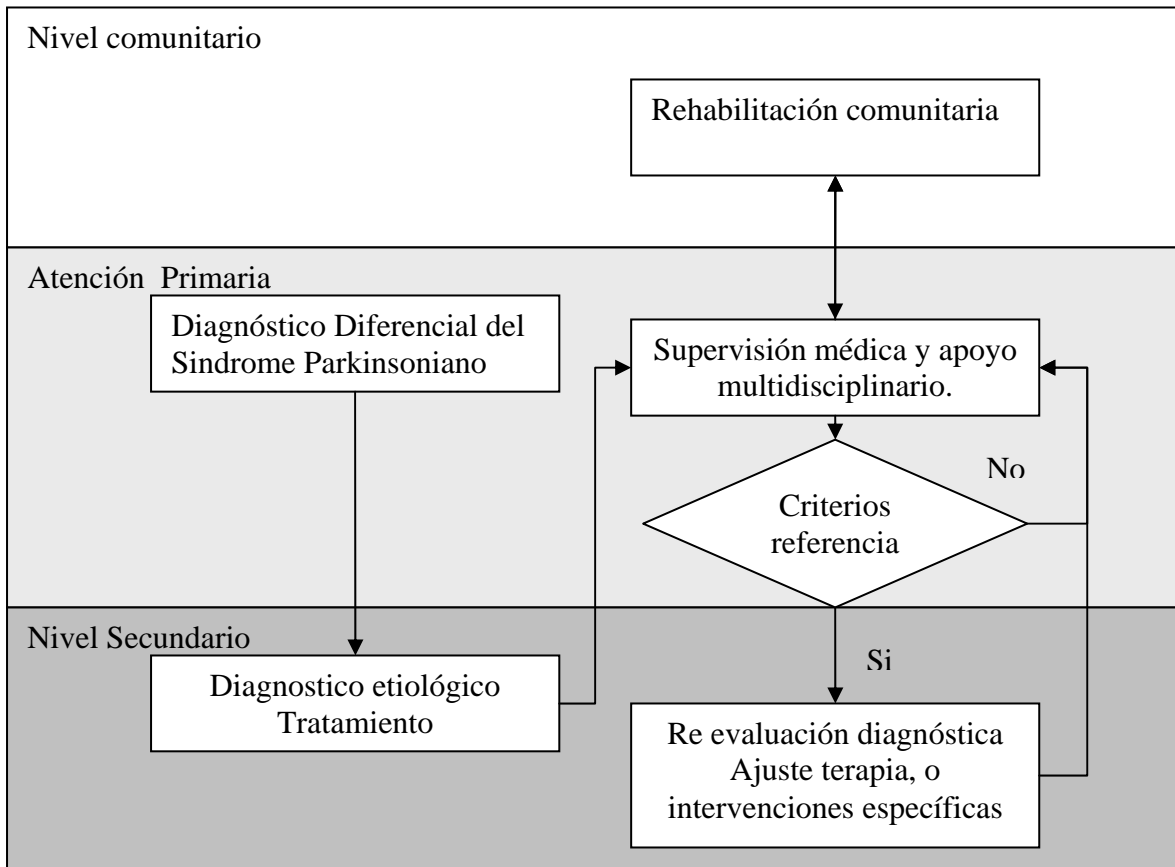 Nivel comunitario
Rehabilitación comunitaria
Atención Primaria
Diagnóstico Diferencial del
Sindrome Parkinsoniano
Supervisión médica y apoyo
multidisciplinario.
No
Criterios
referencia
Nivel Secundario
Si
Diagnostico etiológico
Tratamiento
Re evaluación diagnóstica
Ajuste terapia, o
intervenciones específicas